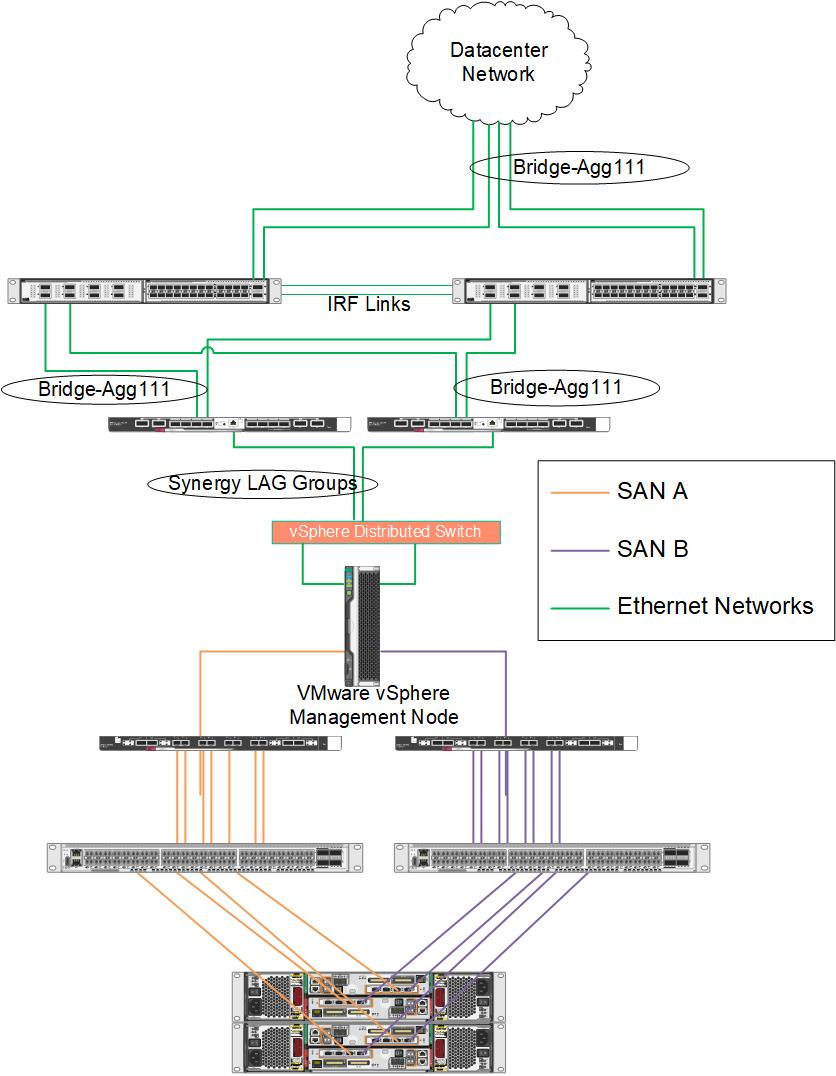 Datacenter
Network
Bridge-Agg111
IRF Links
Bridge-Agg111
Bridge-Agg111
Synergy LAG Groups
SAN A
vSphere Distributed Switch
SAN B
Ethernet Networks
VMware vSphere
Management Node